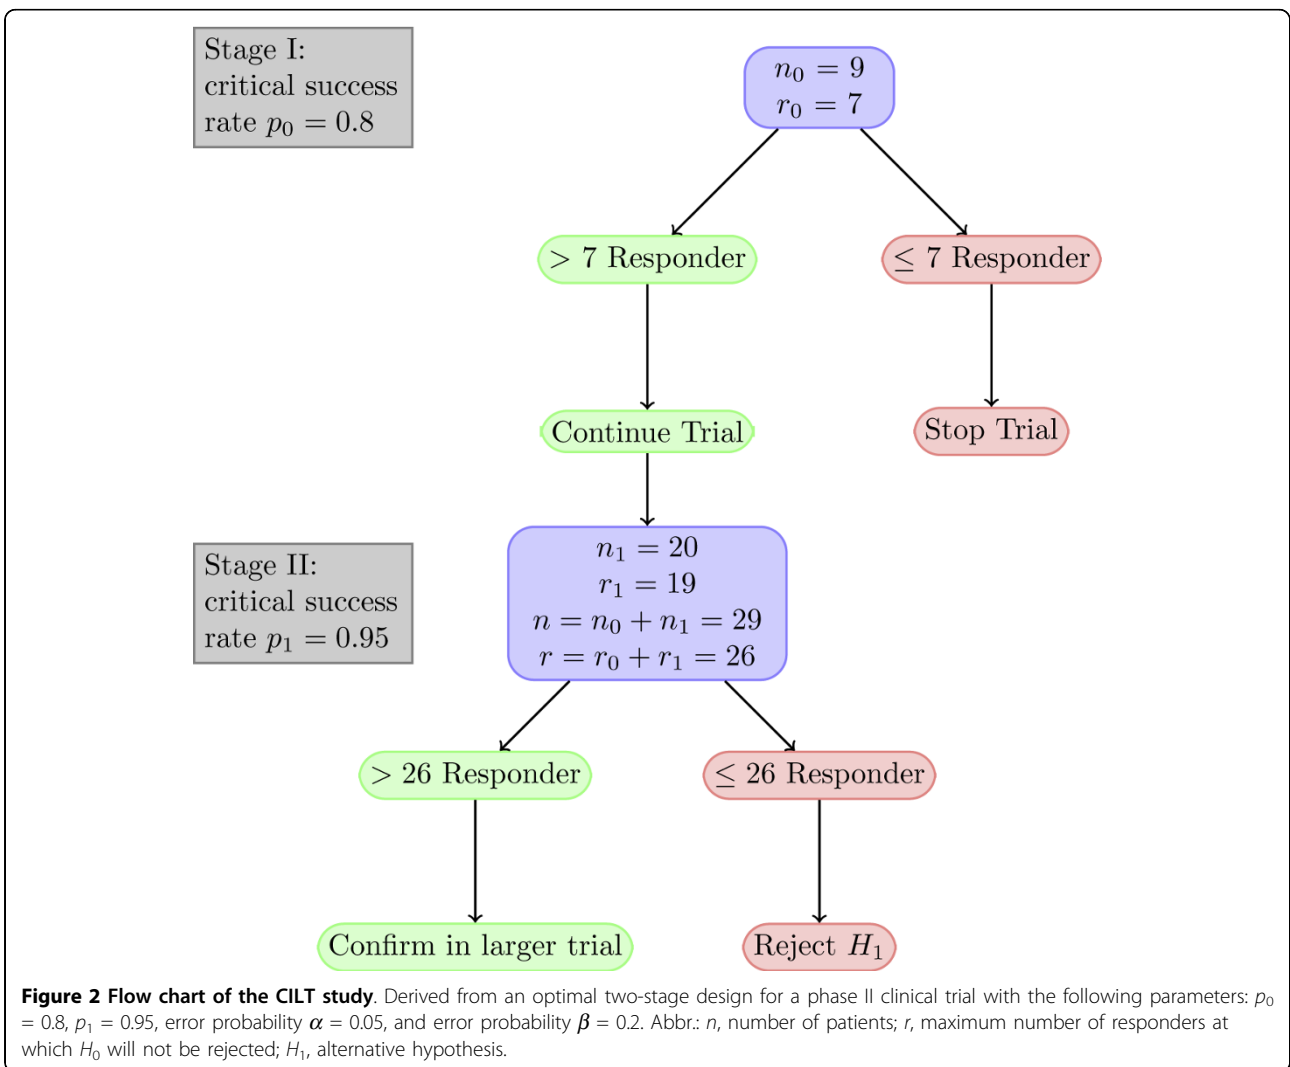 Stage I:
critical success
rate p₀ = 0.8
n₀ = 9
r₀ = 7
> 7 Responder
≤ 7 Responder
Continue Trial
Stop Trial
Stage II:
critical success
rate p₁ = 0.95
n₁ = 20
r₁ = 19
n = n₀ + n₁ = 29
r = r₀ + r₁ = 26
> 26 Responder
≤ 26 Responder
Confirm in larger trial
Reject H₁
Figure 2 Flow chart of the CILT study. Derived from an optimal two-stage design for a phase II clinical trial with the following parameters: p₀
= 0.8, p₁ = 0.95, error probability α = 0.05, and error probability β = 0.2. Abbr.: n, number of patients; r, maximum number of responders at
which H₀ will not be rejected; H₁, alternative hypothesis.